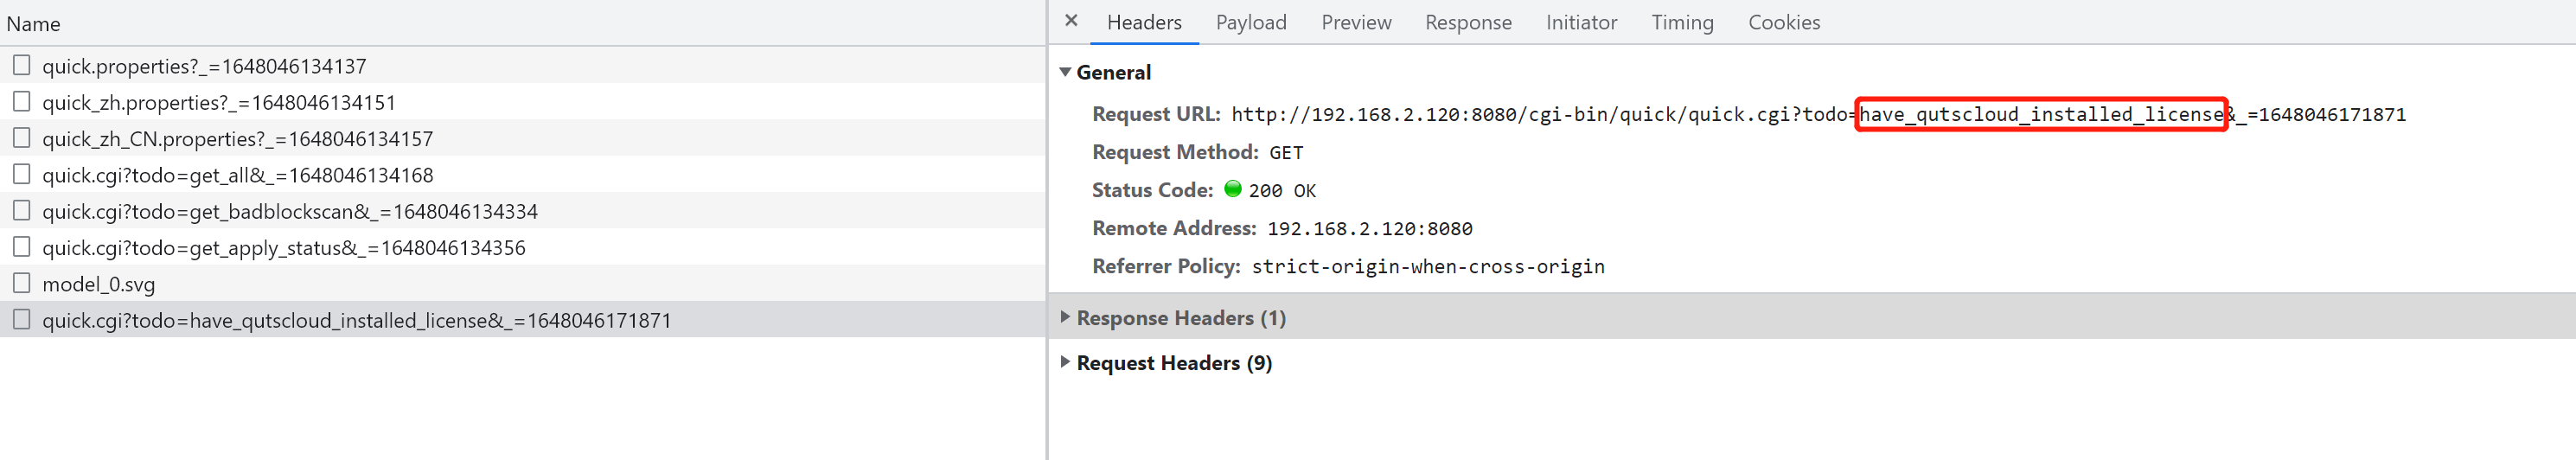 Name
quick.properties?_=1648046134137
quick_zh.properties?_=1648046134151
quick_zh_CN.properties?_=1648046134157
quick.cgi?todo=get_all&_=1648046134168
quick.cgi?todo=get_badblockscan&_=1648046134334
quick.cgi?todo=get_apply_status&_=1648046134356
model_0.svg
quick.cgi?todo=have_qutscloud_installed_license&_=1648046171871
× Headers Payload Preview Response Initiator Timing Cookies
General
Request URL: http://192.168.2.120:8080/cgi-bin/quick/quick.cgi?todo=have_qutscloud_installed_license&_=1648046171871
Request Method: GET
Status Code: 200 OK
Remote Address: 192.168.2.120:8080
Referrer Policy: strict-origin-when-cross-origin
Response Headers (1)
Request Headers (9)